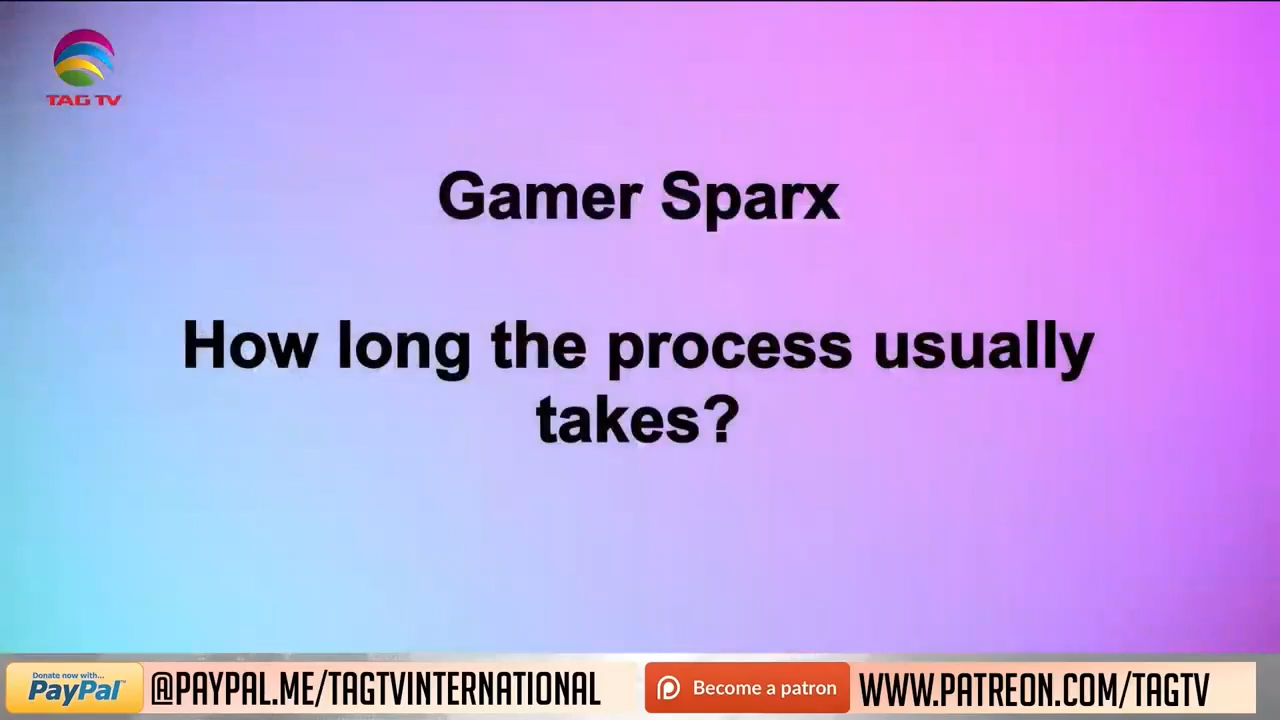 TAG TV
Gamer Sparx
How long the process usually
takes?
Donate now with...
PayPal™
@PAYPAL.ME/TAGTVINTERNATIONAL
Become a patron
WWW.PATREON.COM/TAGTV